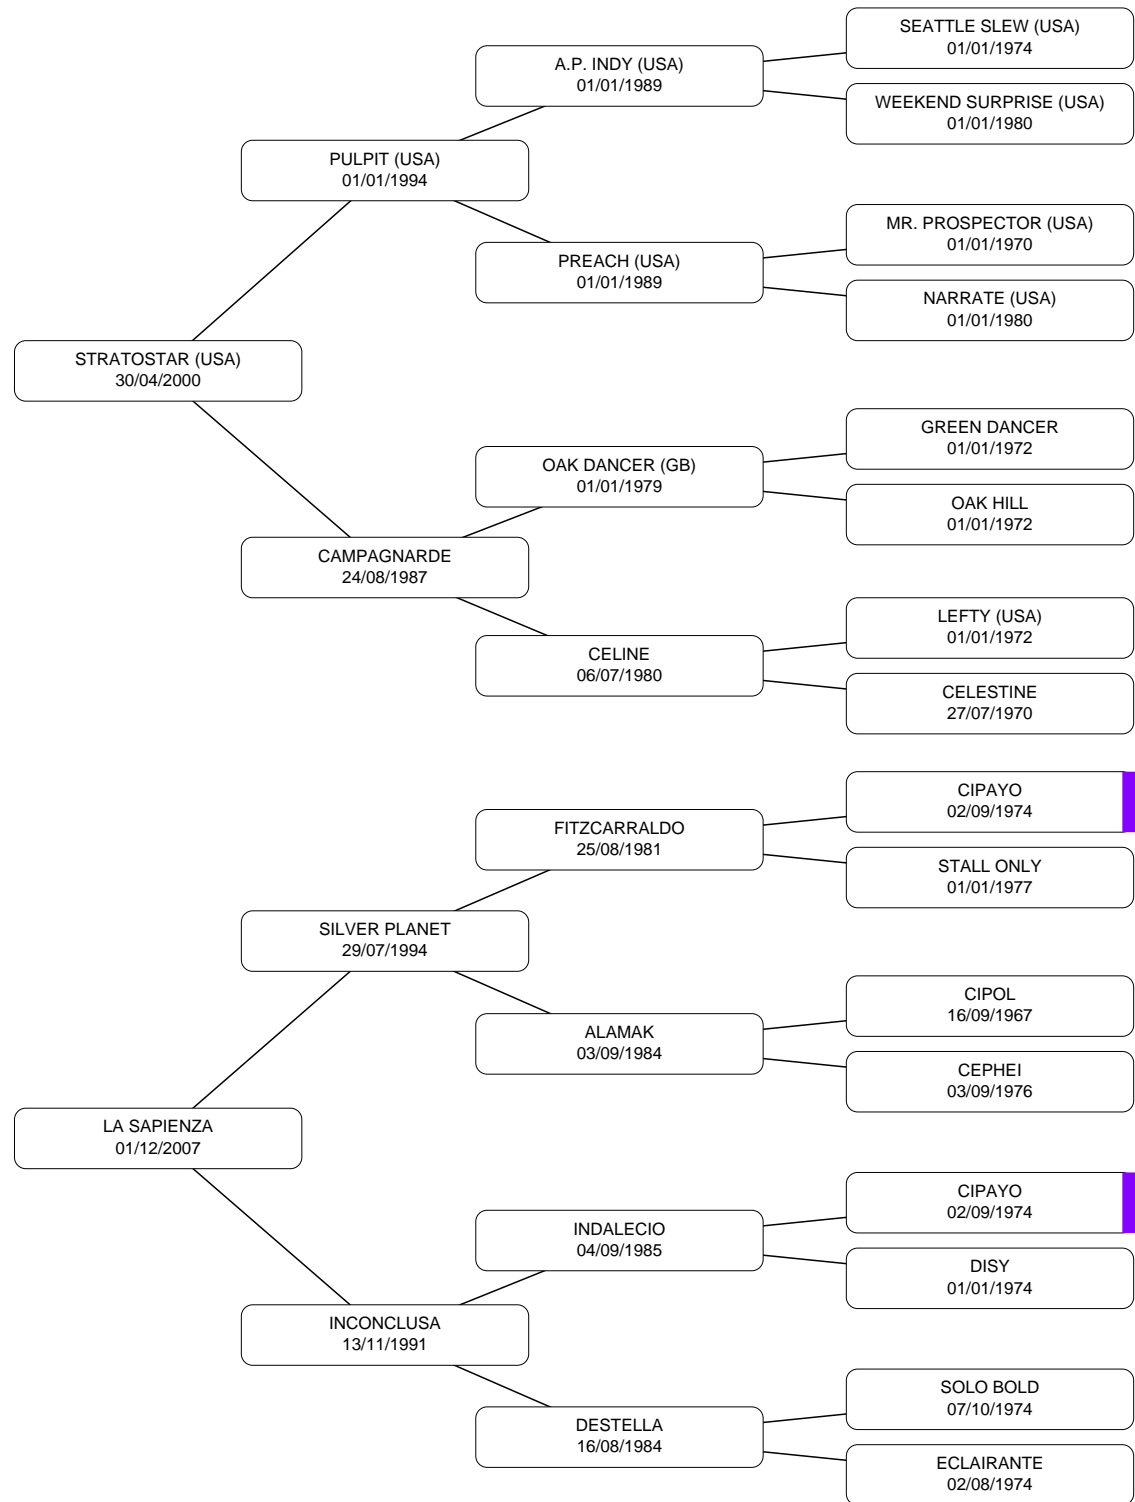 SEATTLE SLEW (USA)
01/01/1974
A.P. INDY (USA)
01/01/1989
WEEKEND SURPRISE (USA)
01/01/1980
PULPIT (USA)
01/01/1994
MR. PROSPECTOR (USA)
01/01/1970
PREACH (USA)
01/01/1989
NARRATE (USA)
01/01/1980
STRATOSTAR (USA)
30/04/2000
GREEN DANCER
01/01/1972
OAK DANCER (GB)
01/01/1979
OAK HILL
01/01/1972
CAMPAGNARDE
24/08/1987
LEFTY (USA)
01/01/1972
CELINE
06/07/1980
CELESTINE
27/07/1970
CIPAYO
02/09/1974
FITZCARRALDO
25/08/1981
STALL ONLY
01/01/1977
SILVER PLANET
29/07/1994
CIPOL
16/09/1967
ALAMAK
03/09/1984
CEPHEI
03/09/1976
LA SAPIENZA
01/12/2007
CIPAYO
02/09/1974
INDALECIO
04/09/1985
DISY
01/01/1974
INCONCLUSA
13/11/1991
SOLO BOLD
07/10/1974
DESTELLA
16/08/1984
ECLAIRANTE
02/08/1974